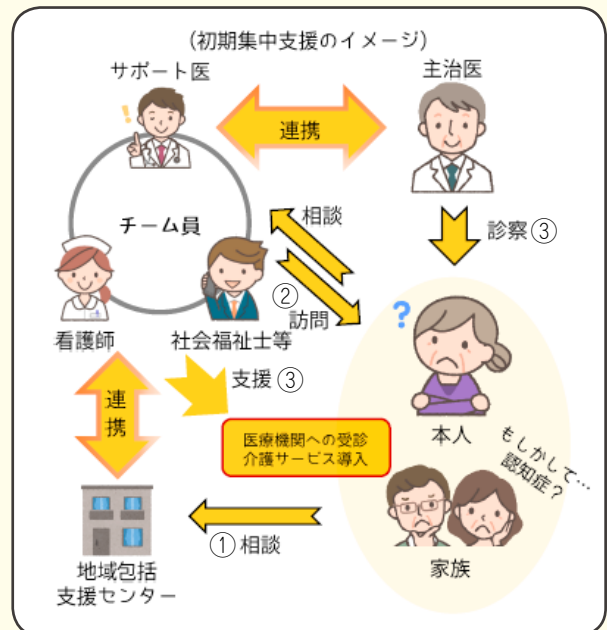 (初期集中支援のイメージ)
サポート医
主治医
連携
チーム員
相談
診察③
②
訪問
看護師
社会福祉士等
支援③
連携
医療機関への受診
介護サービス導入
本人
もしかして…
認知症?
①相談
家族
地域包括
支援センター